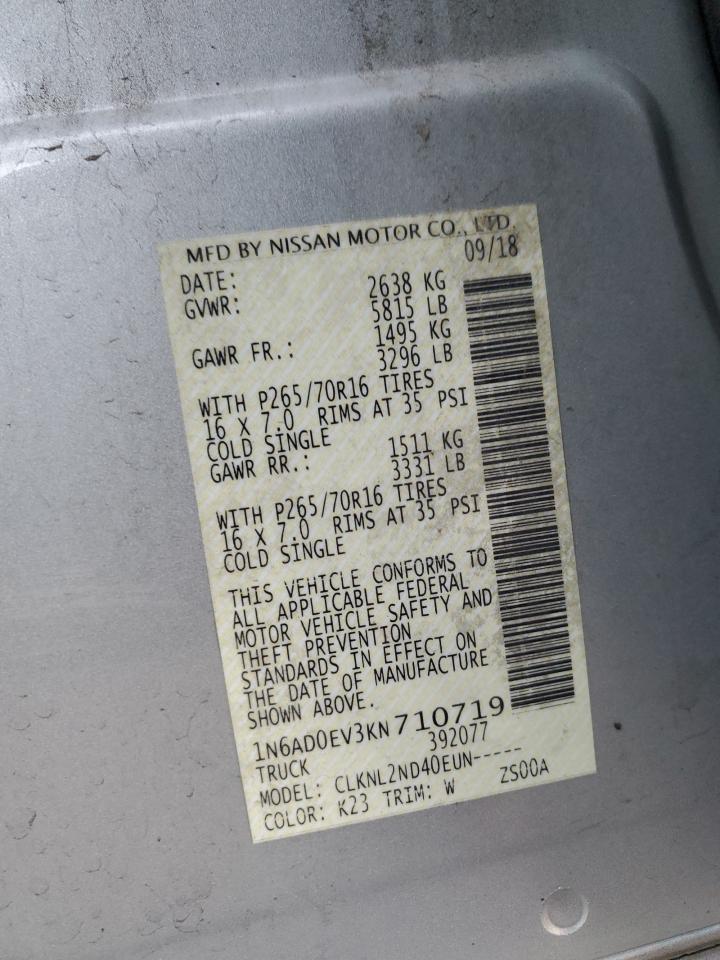 MFD BY NISSAN MOTOR CO., LTD.
DATE: 09/18
GVWR: 2638 KG
5815 LB
GAWR FR.: 1495 KG
3296 LB
WITH P265/70R16 TIRES
16 X 7.0 RIMS AT 35 PSI
COLD SINGLE
GAWR RR.: 1511 KG
3331 LB
WITH P265/70R16 TIRES
16 X 7.0 RIMS AT 35 PSI
COLD SINGLE
THIS VEHICLE CONFORMS TO
ALL APPLICABLE FEDERAL
MOTOR VEHICLE SAFETY AND
THEFT PREVENTION
STANDARDS IN EFFECT ON
THE DATE OF MANUFACTURE
SHOWN ABOVE.
1N6AD0EV3KN710719
TRUCK 392077
MODEL: CLKNL2ND40EUN-----
COLOR: K23 TRIM: W ZS00A